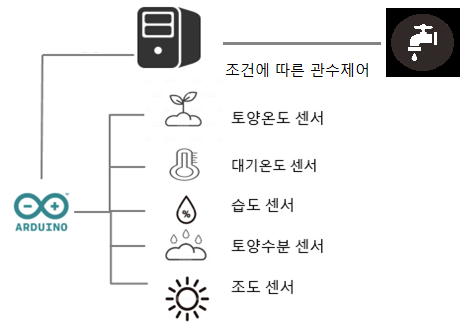 조건에 따른 관수제어
토양온도 센서
대기온도 센서
%
습도 센서
ARDUINO
토양수분 센서
조도 센서